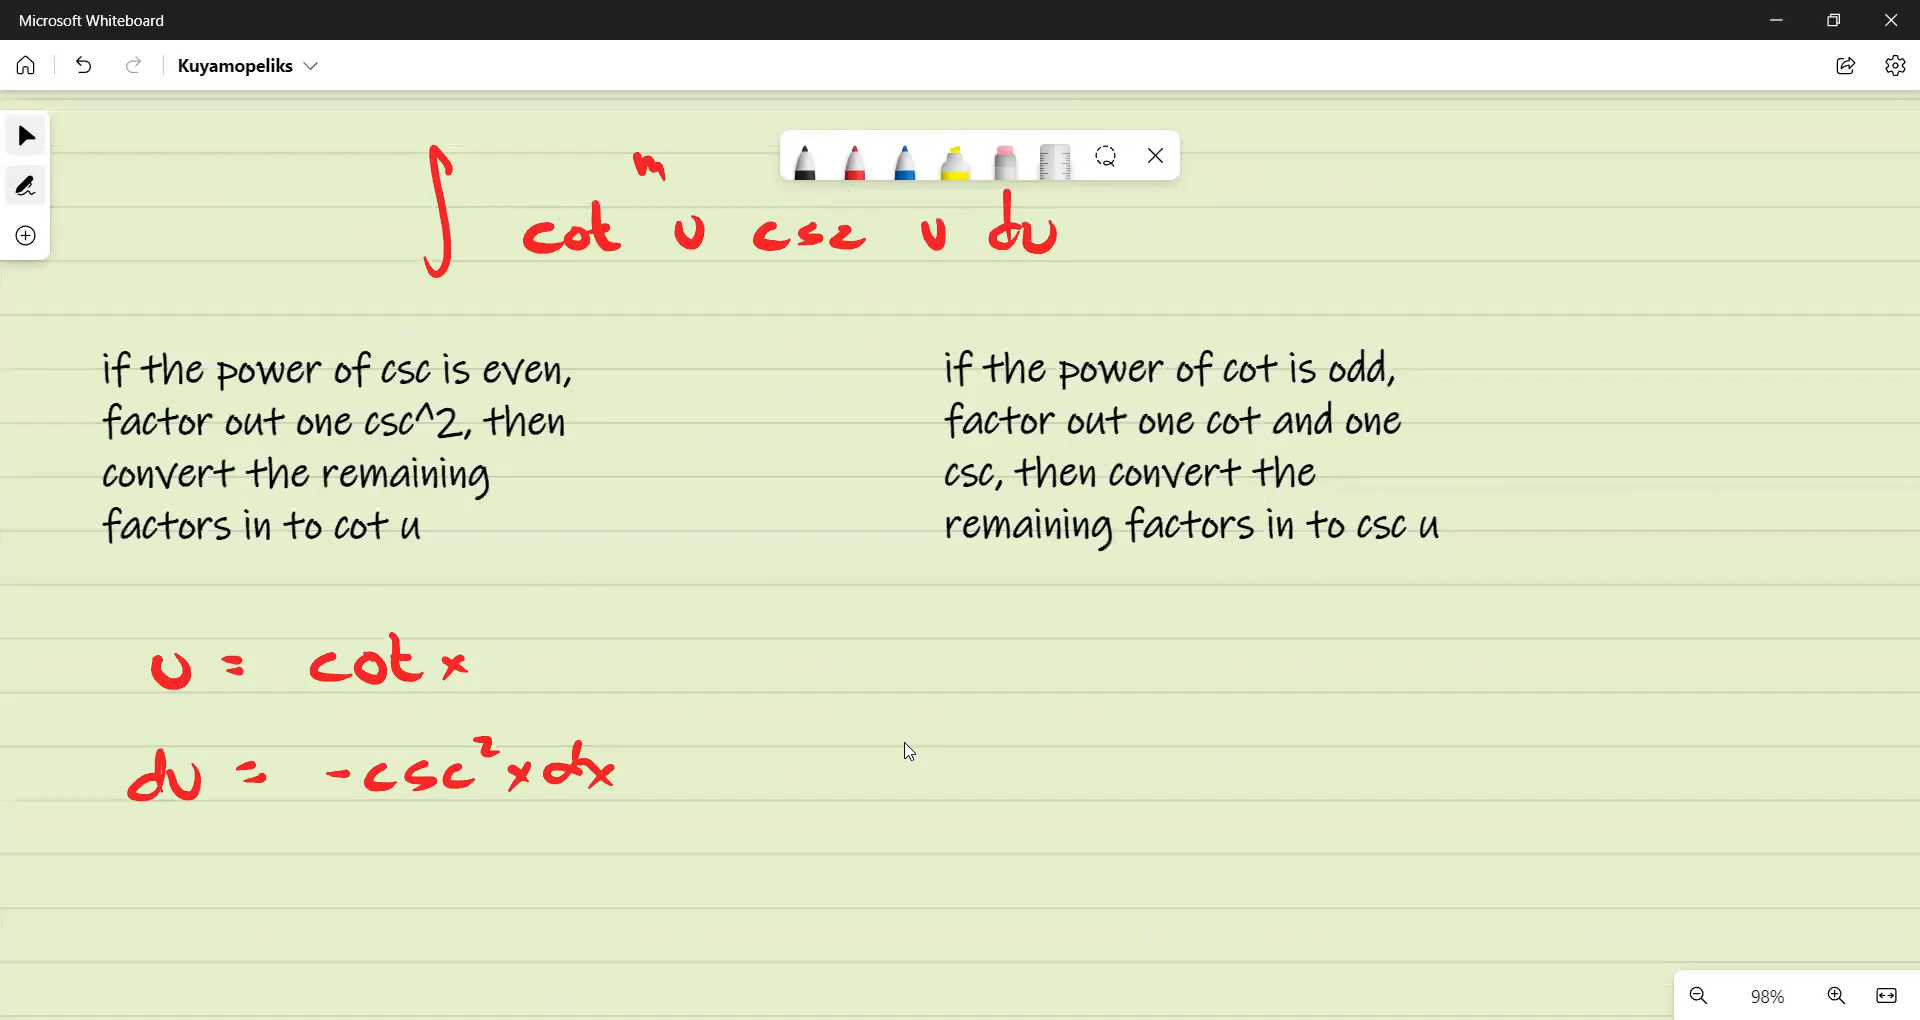 Microsoft Whiteboard
Kuyamopeliks
∫ cot^m u csc u du
if the power of csc is even,
factor out one csc^2, then
convert the remaining
factors in to cot u
if the power of cot is odd,
factor out one cot and one
csc, then convert the
remaining factors in to csc u
u = cot x
du = -csc² x dx
98%